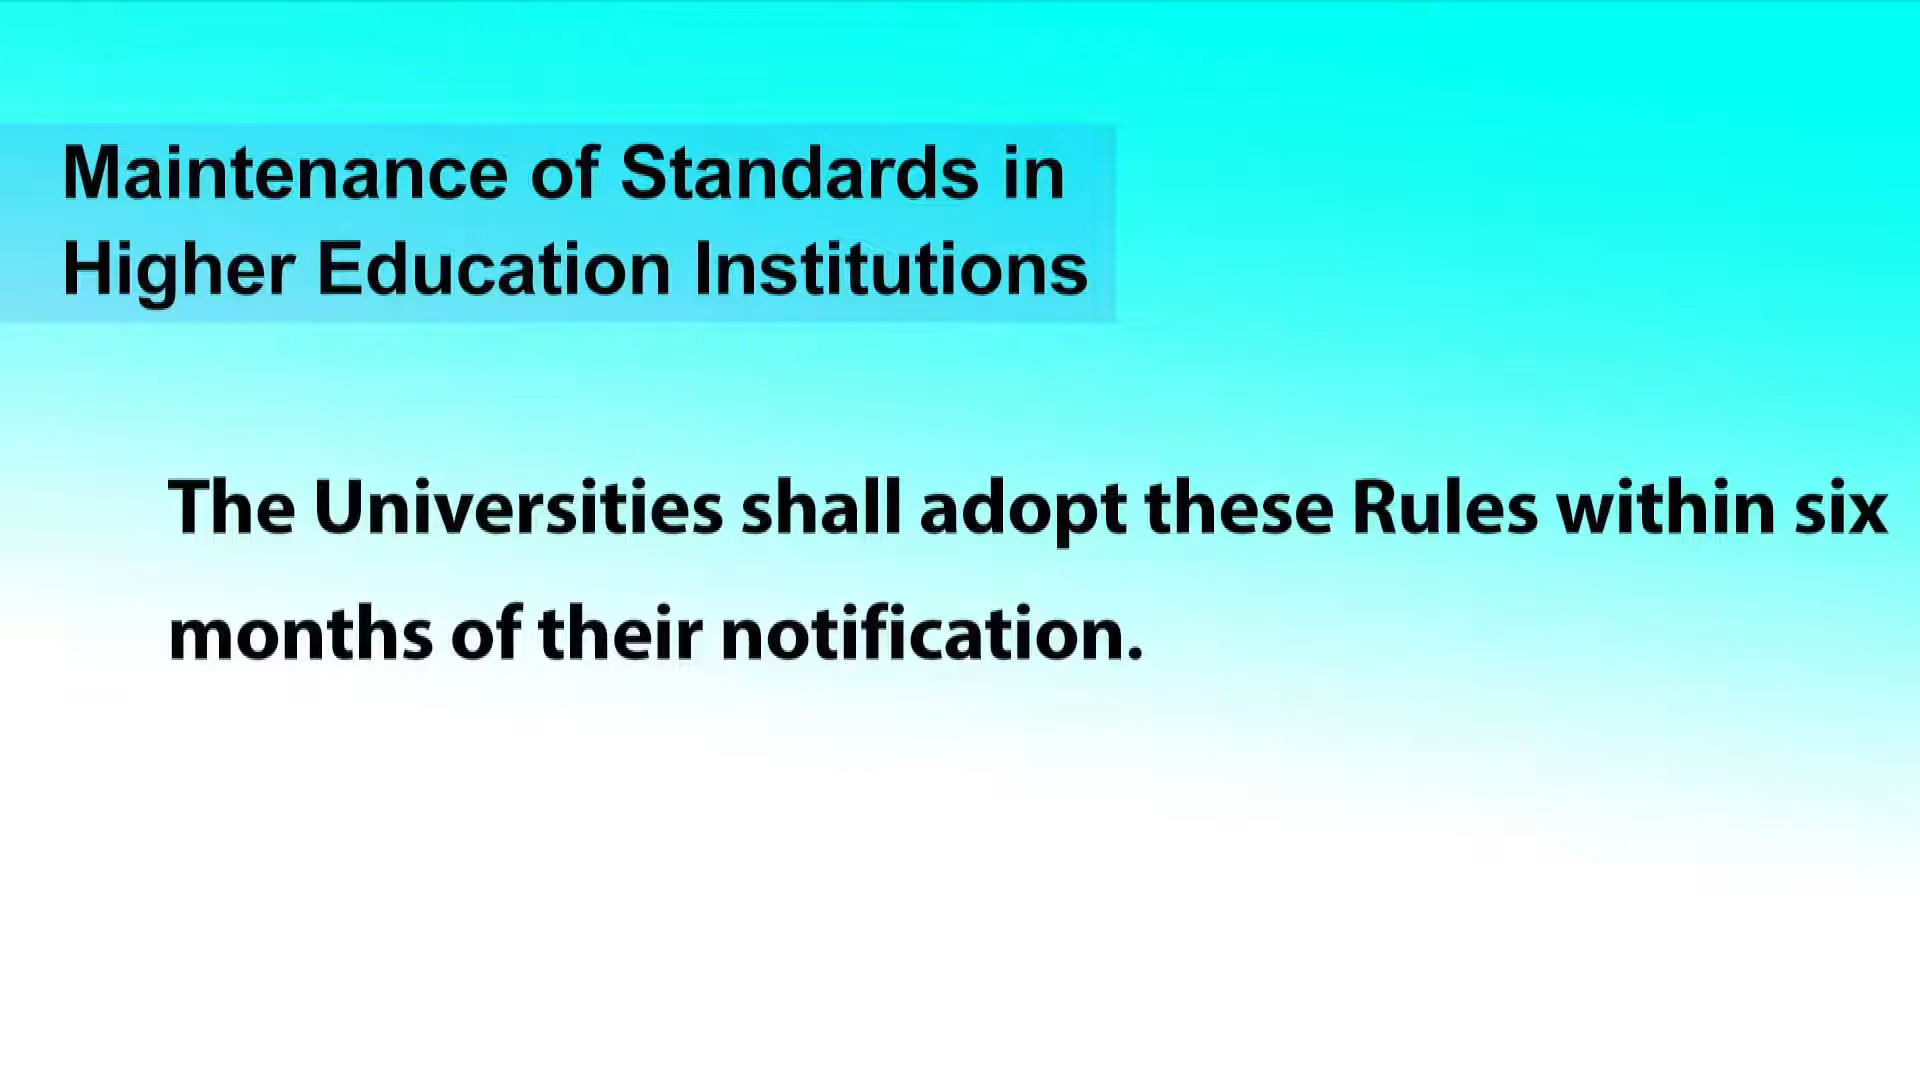 Maintenance of Standards in
Higher Education Institutions
The Universities shall adopt these Rules within six
months of their notification.